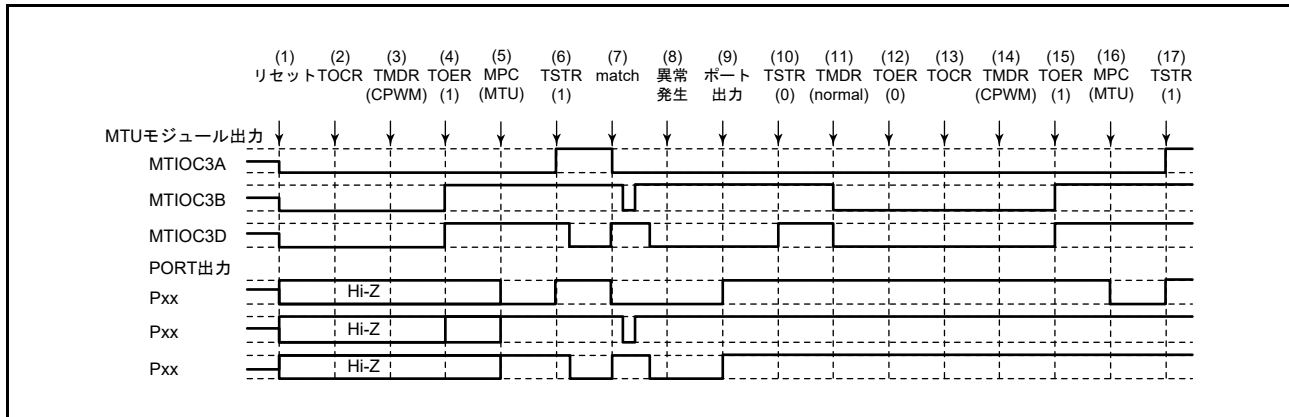 (1) (2) (3) (4) (5) (6) (7) (8) (9) (10) (11) (12) (13) (14) (15) (16) (17)
リセット TOCR TMDR TOER MPC TSTR match 異常 ポート TSTR TMDR TOER TOCR TMDR TOER MPC TSTR
(CPWM) (1) (MTU) (1) 発生 出力 (0) (normal) (0) (CPWM) (1) (MTU) (1)
MTUモジュール出力
MTIOC3A
MTIOC3B
MTIOC3D
PORT出力
Pxx Hi-Z
Pxx Hi-Z
Pxx Hi-Z